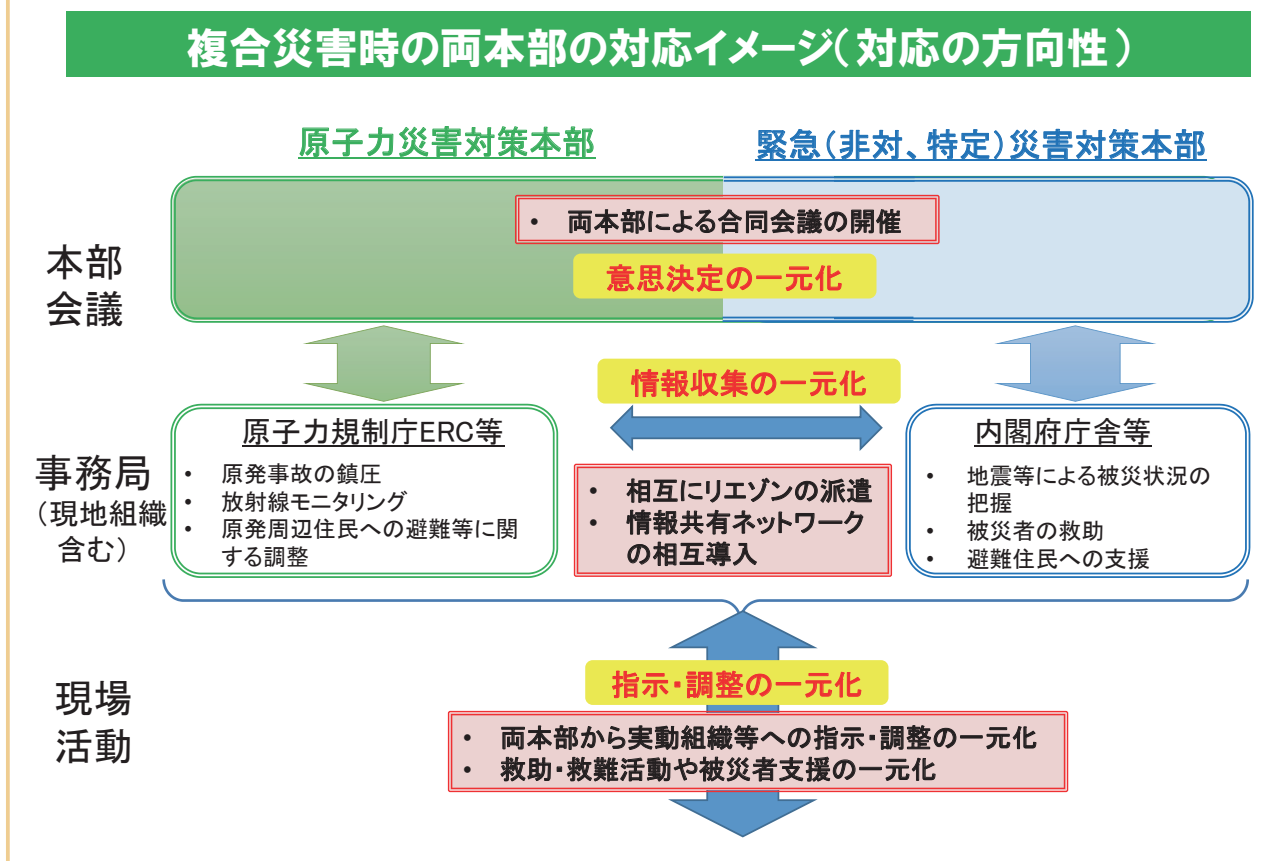 複合災害時の両本部の対応イメージ(対応の方向性)
原子力災害対策本部
緊急(非対、特定)災害対策本部
本部
会議
・ 両本部による合同会議の開催
意思決定の一元化
情報収集の一元化
事務局
(現地組織
含む)
原子力規制庁ERC等
・ 原発事故の鎮圧
・ 放射線モニタリング
・ 原発周辺住民への避難等に関
する調整
・ 相互にリエゾンの派遣
・ 情報共有ネットワーク
の相互導入
内閣府庁舎等
・ 地震等による被災状況の
把握
・ 被災者の救助
・ 避難住民への支援
現場
活動
指示・調整の一元化
・ 両本部から実動組織等への指示・調整の一元化
・ 救助・救難活動や被災者支援の一元化